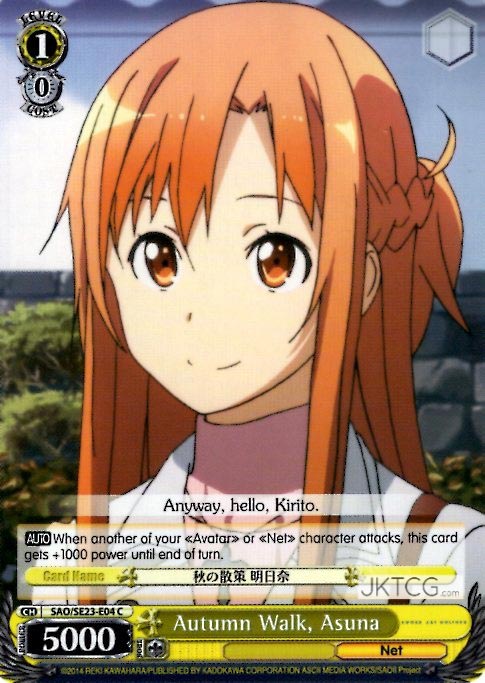 LEVEL
1
0
COST
Anyway, hello, Kirito.
AUTO When another of your «Avatar» or «Net» character attacks, this card
gets +1000 power until end of turn.
Card Name
秋の散策 明日奈
JKTCG.com
CH SAO/SE23-E04 C
POWER 5000 SOUL
Autumn Walk, Asuna
Net
©2014 REKI KAWAHARA/PUBLISHED BY KADOKAWA CORPORATION ASCII MEDIA WORKS/SAOII Project